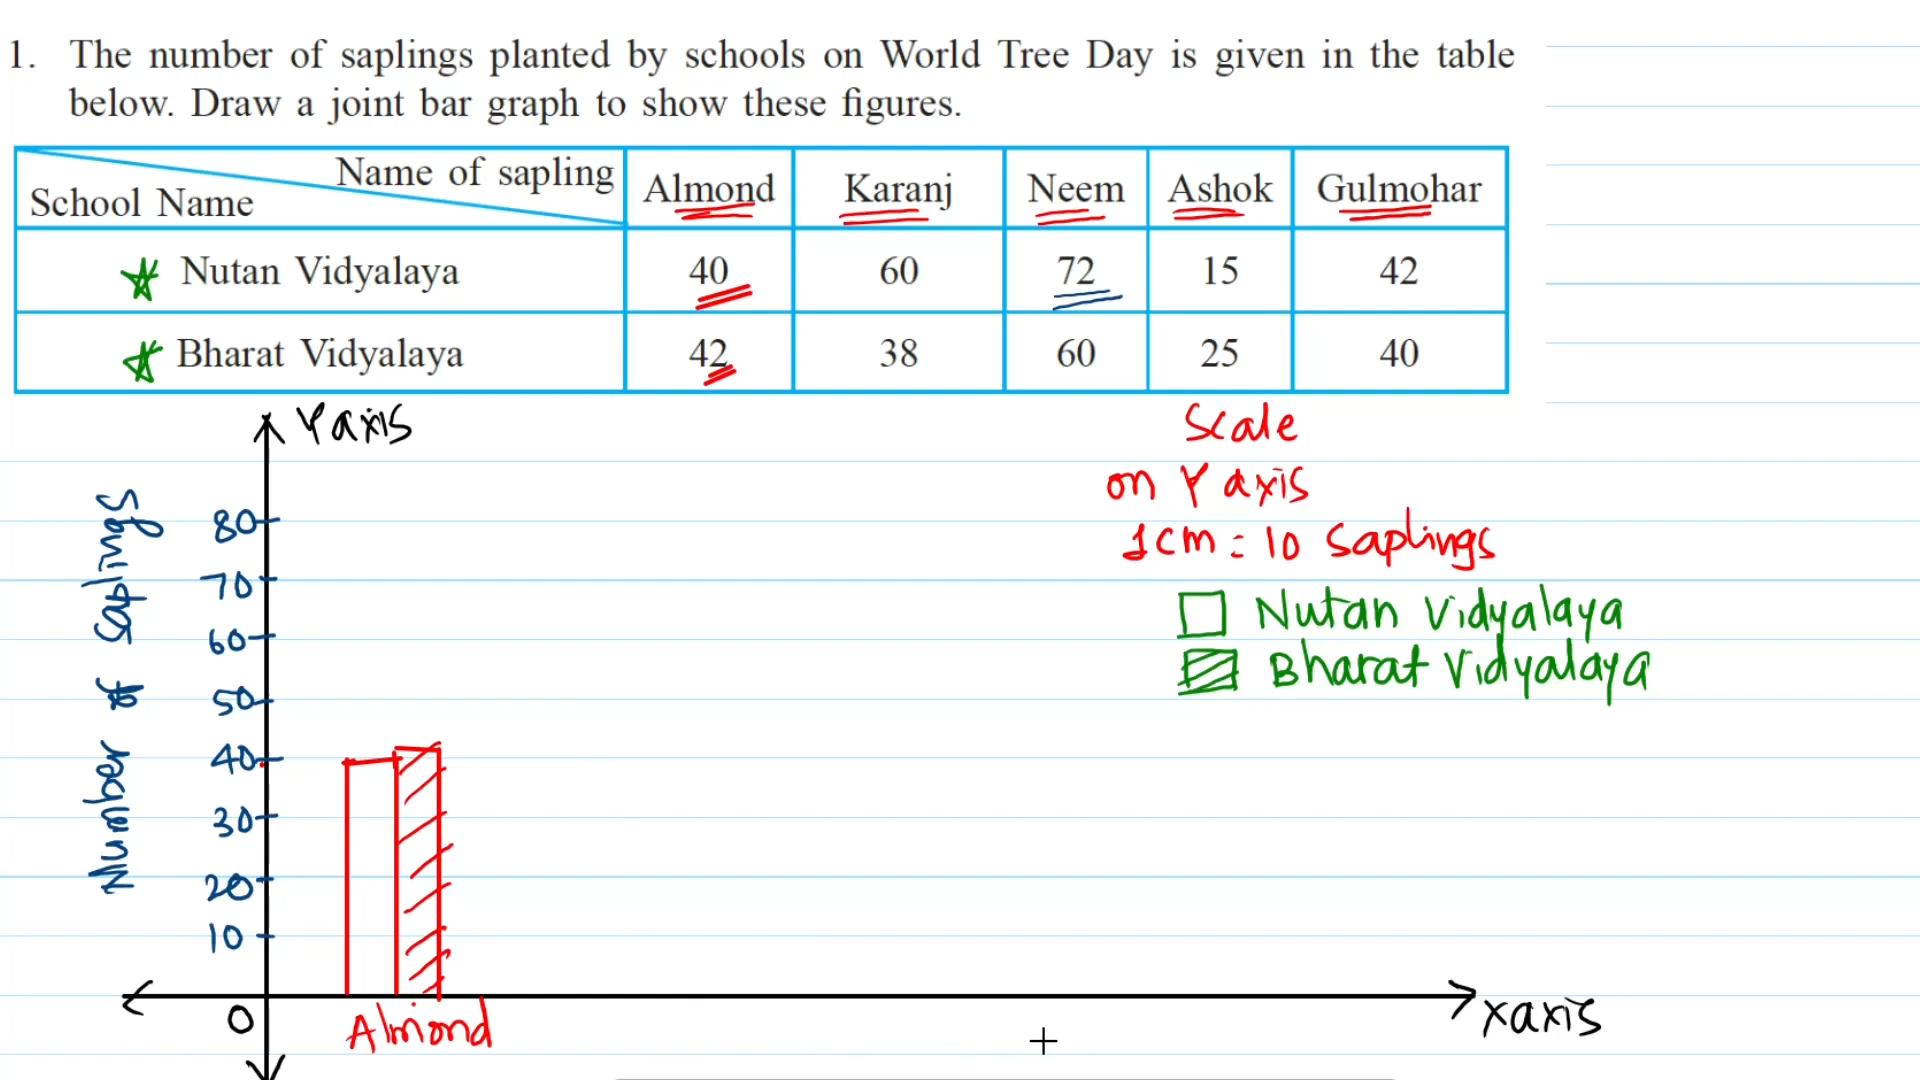 1. The number of saplings planted by schools on World Tree Day is given in the table
below. Draw a joint bar graph to show these figures.
Name of sapling
School Name
Almond Karanj Neem Ashok Gulmohar
Nutan Vidyalaya 40 60 72 15 42
Bharat Vidyalaya 42 38 60 25 40
Y axis
Scale
on Y axis
1cm = 10 Saplings
Nutan Vidyalaya
Bharat Vidyalaya
Number of Saplings
80
70
60
50
40
30
20
10
0
Almond
X axis